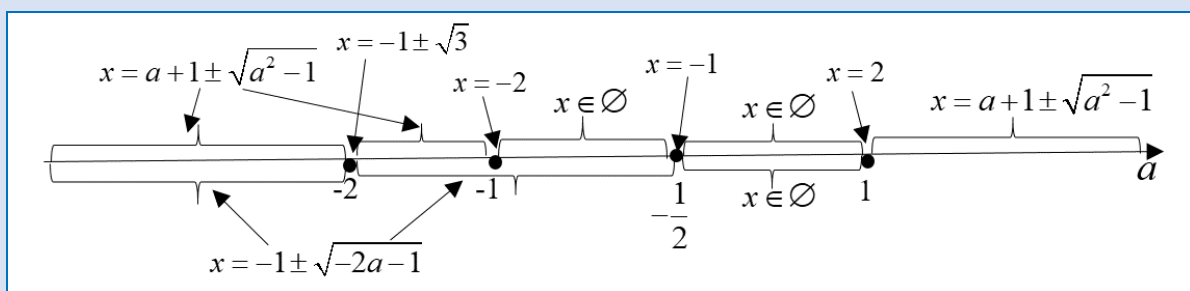 x = a + 1 ± √(a² − 1)
x = −1 ± √3
x = −2
x ∈ ∅
x = −1
x ∈ ∅
x = 2
x = a + 1 ± √(a² − 1)
-2
-1
−1/2
x ∈ ∅
1
a
x = −1 ± √(−2a − 1)